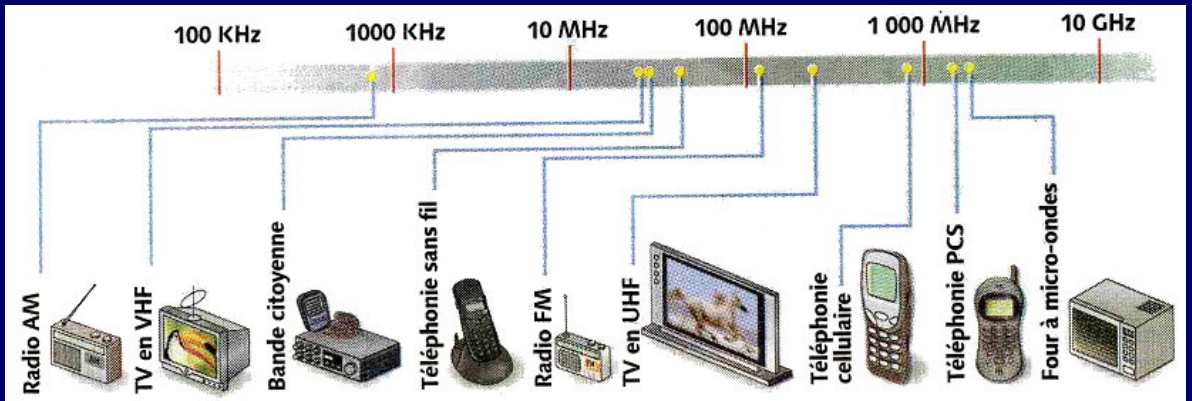 100 KHz
1000 KHz
10 MHz
100 MHz
1 000 MHz
10 GHz
Radio AM
TV en VHF
Bande citoyenne
Téléphonie sans fil
Radio FM
TV en UHF
Téléphonie
cellulaire
Téléphonie PCS
Four à micro-ondes